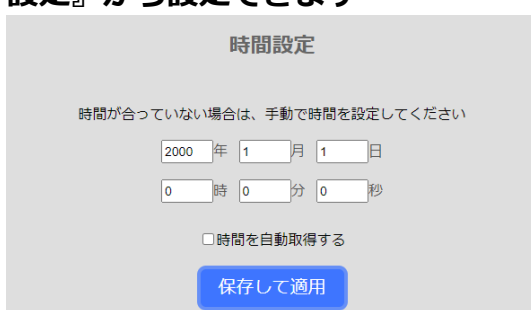 設定』から設定できます
時間設定
時間が合っていない場合は、手動で時間を設定してください
2000 年 1 月 1 日
0 時 0 分 0 秒
時間を自動取得する
保存して適用